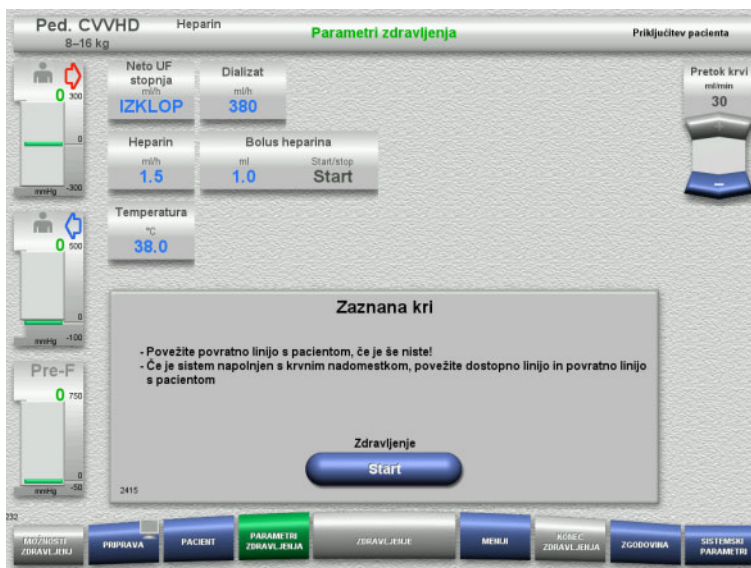 Ped. CVVHD
Heparin
Parametri zdravljenja
Priključitev pacienta
8–16 kg
Neto UF
stopnja
ml/h
IZKLOP
Dializat
ml/h
380
Pretok krvi
ml/min
30
0
300
0
mmHg
-300
Heparin
ml/h
1.5
Bolus heparina
ml
1.0
Start/stop
Start
Temperatura
°C
38.0
0
500
0
mmHg
-100
Pre-F
0
750
0
mmHg
-50
Zaznana kri
- Povežite povratno linijo s pacientom, če je še niste!
- Če je sistem napolnjen s krvnim nadomestkom, povežite dostopno linijo in povratno linijo
s pacientom
Zdravljenje
Start
2415
232
MOŽNOSTI
ZDRAVLJENJ
PRIPRAVA
PACIENT
PARAMETRI
ZDRAVLJENJA
ZDRAVLJENJE
MENIJI
KONEC
ZDRAVLJENJA
ZGODOVINA
SISTEMSKI
PARAMETRI